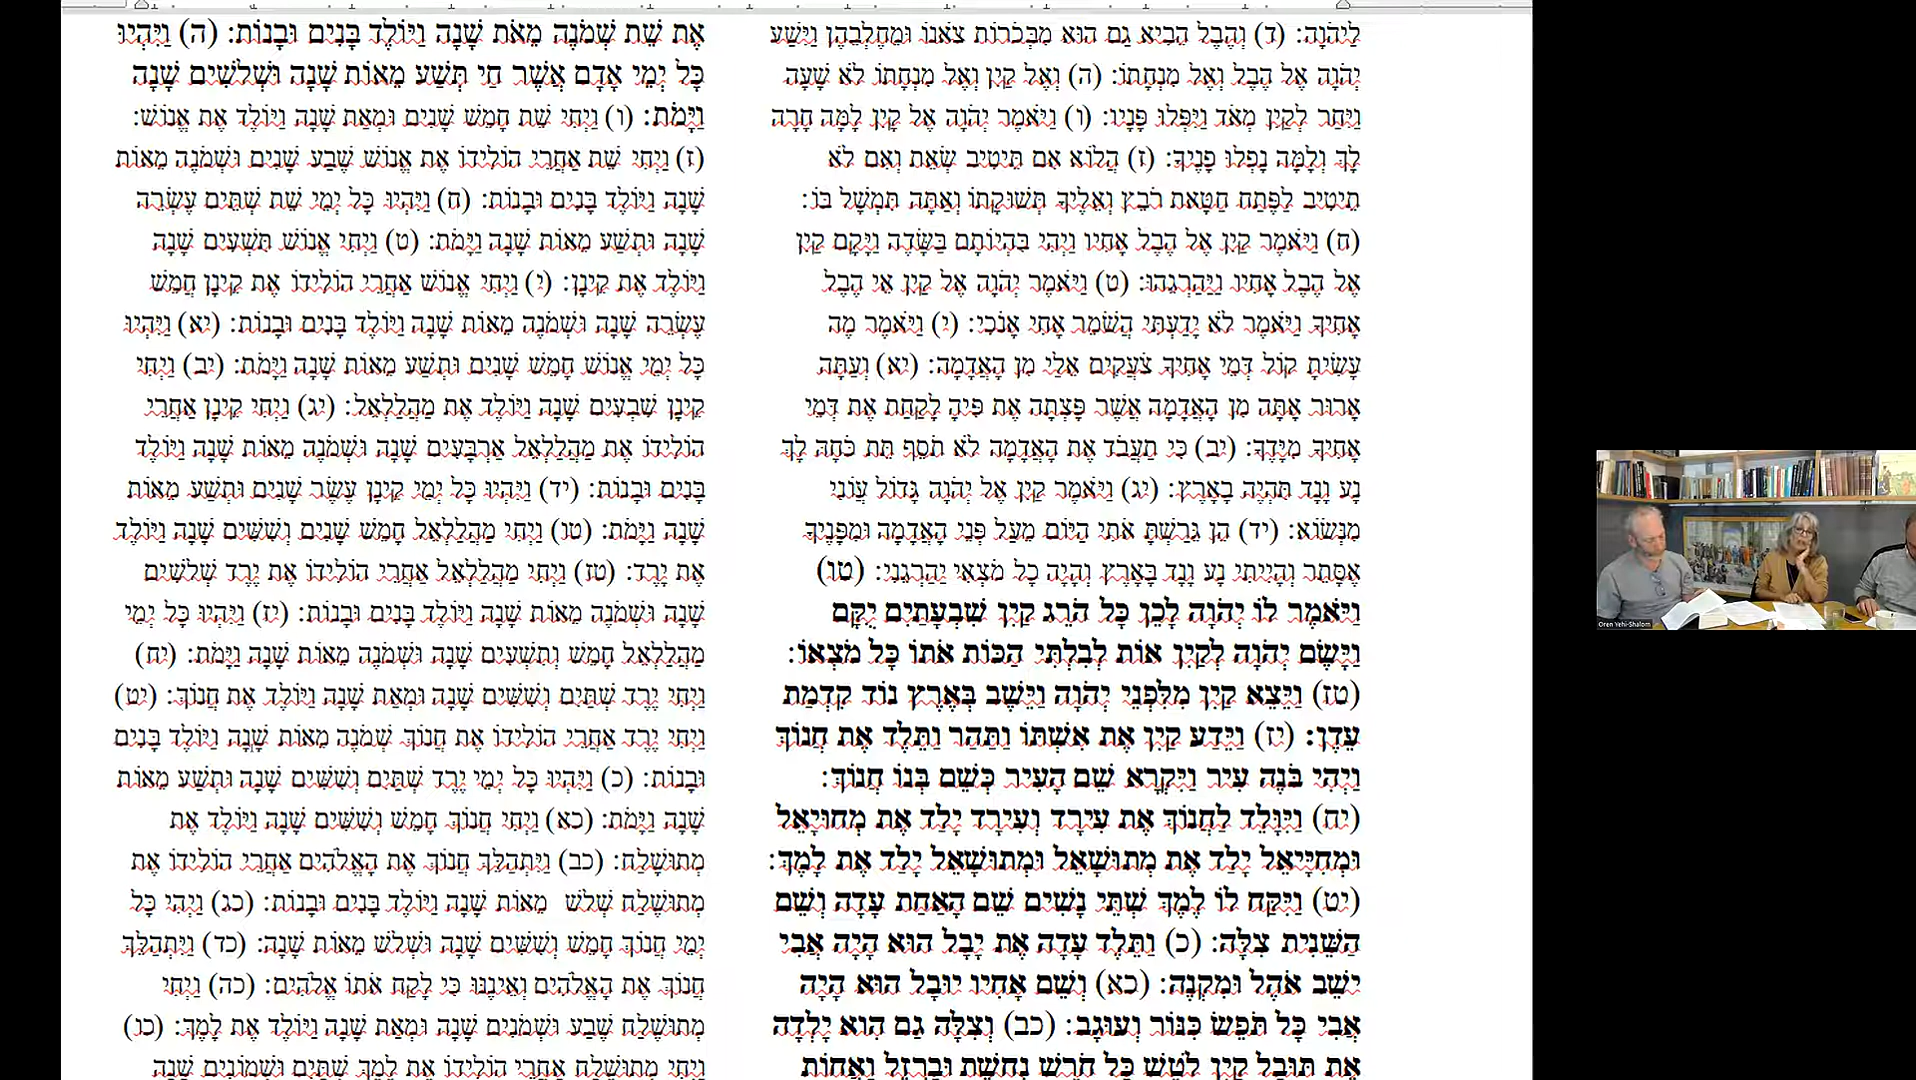 לַיהֹוָה: (ד) וְהֶבֶל הֵבִיא גַם הוּא מִבְּכֹרוֹת צֹאנוֹ וּמֵחֶלְבֵהֶן וַיִּשַׁע
יְהֹוָה אֶל הֶבֶל וְאֶל מִנְחָתוֹ: (ה) וְאֶל קַיִן וְאֶל מִנְחָתוֹ לֹא שָׁעָה
וַיִּחַר לְקַיִן מְאֹד וַיִּפְּלוּ פָּנָיו: (ו) וַיֹּאמֶר יְהֹוָה אֶל קָיִן לָמָּה חָרָה
לָךְ וְלָמָּה נָפְלוּ פָנֶיךָ: (ז) הֲלוֹא אִם תֵּיטִיב שְׂאֵת וְאִם לֹא
תֵיטִיב לַפֶּתַח חַטָּאת רֹבֵץ וְאֵלֶיךָ תְּשׁוּקָתוֹ וְאַתָּה תִּמְשָׁל בּוֹ:
(ח) וַיֹּאמֶר קַיִן אֶל הֶבֶל אָחִיו וַיְהִי בִּהְיוֹתָם בַּשָּׂדֶה וַיָּקָם קַיִן
אֶל הֶבֶל אָחִיו וַיַּהַרְגֵהוּ: (ט) וַיֹּאמֶר יְהֹוָה אֶל קַיִן אֵי הֶבֶל
אָחִיךָ וַיֹּאמֶר לֹא יָדַעְתִּי הֲשֹׁמֵר אָחִי אָנֹכִי: (י) וַיֹּאמֶר מֶה
עָשִׂיתָ קוֹל דְּמֵי אָחִיךָ צֹעֲקִים אֵלַי מִן הָאֲדָמָה: (יא) וְעַתָּה
אָרוּר אָתָּה מִן הָאֲדָמָה אֲשֶׁר פָּצְתָה אֶת פִּיהָ לָקַחַת אֶת דְּמֵי
אָחִיךָ מִיָּדֶךָ: (יב) כִּי תַעֲבֹד אֶת הָאֲדָמָה לֹא תֹסֵף תֵּת כֹּחָהּ לָךְ
נָע וָנָד תִּהְיֶה בָאָרֶץ: (יג) וַיֹּאמֶר קַיִן אֶל יְהֹוָה גָּדוֹל עֲוֹנִי
מִנְּשׂוֹא: (יד) הֵן גֵּרַשְׁתָּ אֹתִי הַיּוֹם מֵעַל פְּנֵי הָאֲדָמָה וּמִפָּנֶיךָ
אֶסָּתֵר וְהָיִיתִי נָע וָנָד בָּאָרֶץ וְהָיָה כָל מֹצְאִי יַהַרְגֵנִי: (טו)
וַיֹּאמֶר לוֹ יְהֹוָה לָכֵן כָּל הֹרֵג קַיִן שִׁבְעָתַיִם יֻקָּם
וַיָּשֶׂם יְהֹוָה לְקַיִן אוֹת לְבִלְתִּי הַכּוֹת אֹתוֹ כָּל מֹצְאוֹ:
(טז) וַיֵּצֵא קַיִן מִלִּפְנֵי יְהֹוָה וַיֵּשֶׁב בְּאֶרֶץ נוֹד קִדְמַת
עֵדֶן: (יז) וַיֵּדַע קַיִן אֶת אִשְׁתּוֹ וַתַּהַר וַתֵּלֶד אֶת חֲנוֹךְ
וַיְהִי בֹּנֶה עִיר וַיִּקְרָא שֵׁם הָעִיר כְּשֵׁם בְּנוֹ חֲנוֹךְ:
(יח) וַיִּוָּלֵד לַחֲנוֹךְ אֶת עִירָד וְעִירָד יָלַד אֶת מְחוּיָאֵל
וּמְחִיָּיאֵל יָלַד אֶת מְתוּשָׁאֵל וּמְתוּשָׁאֵל יָלַד אֶת לָמֶךְ:
(יט) וַיִּקַּח לוֹ לֶמֶךְ שְׁתֵּי נָשִׁים שֵׁם הָאַחַת עָדָה וְשֵׁם
הַשֵּׁנִית צִלָּה: (כ) וַתֵּלֶד עָדָה אֶת יָבָל הוּא הָיָה אֲבִי
יֹשֵׁב אֹהֶל וּמִקְנֶה: (כא) וְשֵׁם אָחִיו יוּבָל הוּא הָיָה
אֲבִי כָּל תֹּפֵשׂ כִּנּוֹר וְעוּגָב: (כב) וְצִלָּה גַם הִוא יָלְדָה
אֶת תּוּבַל קַיִן לֹטֵשׁ כָּל חֹרֵשׁ נְחֹשֶׁת וּבַרְזֶל וַאֲחוֹת
אֶת שֵׁת שְׁמֹנֶה מֵאֹת שָׁנָה וַיּוֹלֶד בָּנִים וּבָנוֹת: (ה) וַיִּהְיוּ
כָּל יְמֵי אָדָם אֲשֶׁר חַי תְּשַׁע מֵאוֹת שָׁנָה וּשְׁלֹשִׁים שָׁנָה
וַיָּמֹת: (ו) וַיְחִי שֵׁת חָמֵשׁ שָׁנִים וּמְאַת שָׁנָה וַיּוֹלֶד אֶת אֱנוֹשׁ:
(ז) וַיְחִי שֵׁת אַחֲרֵי הוֹלִידוֹ אֶת אֱנוֹשׁ שֶׁבַע שָׁנִים וּשְׁמֹנֶה מֵאוֹת
שָׁנָה וַיּוֹלֶד בָּנִים וּבָנוֹת: (ח) וַיִּהְיוּ כָּל יְמֵי שֵׁת שְׁתֵּים עֶשְׂרֵה
שָׁנָה וּתְשַׁע מֵאוֹת שָׁנָה וַיָּמֹת: (ט) וַיְחִי אֱנוֹשׁ תִּשְׁעִים שָׁנָה
וַיּוֹלֶד אֶת קֵינָן: (י) וַיְחִי אֱנוֹשׁ אַחֲרֵי הוֹלִידוֹ אֶת קֵינָן חֲמֵשׁ
עֶשְׂרֵה שָׁנָה וּשְׁמֹנֶה מֵאוֹת שָׁנָה וַיּוֹלֶד בָּנִים וּבָנוֹת: (יא) וַיִּהְיוּ
כָּל יְמֵי אֱנוֹשׁ חָמֵשׁ שָׁנִים וּתְשַׁע מֵאוֹת שָׁנָה וַיָּמֹת: (יב) וַיְחִי
קֵינָן שִׁבְעִים שָׁנָה וַיּוֹלֶד אֶת מַהֲלַלְאֵל: (יג) וַיְחִי קֵינָן אַחֲרֵי
הוֹלִידוֹ אֶת מַהֲלַלְאֵל אַרְבָּעִים שָׁנָה וּשְׁמֹנֶה מֵאוֹת שָׁנָה וַיּוֹלֶד
בָּנִים וּבָנוֹת: (יד) וַיִּהְיוּ כָּל יְמֵי קֵינָן עֶשֶׂר שָׁנִים וּתְשַׁע מֵאוֹת
שָׁנָה וַיָּמֹת: (טו) וַיְחִי מַהֲלַלְאֵל חָמֵשׁ שָׁנִים וְשִׁשִּׁים שָׁנָה וַיּוֹלֶד
אֶת יָרֶד: (טז) וַיְחִי מַהֲלַלְאֵל אַחֲרֵי הוֹלִידוֹ אֶת יֶרֶד שְׁלֹשִׁים
שָׁנָה וּשְׁמֹנֶה מֵאוֹת שָׁנָה וַיּוֹלֶד בָּנִים וּבָנוֹת: (יז) וַיִּהְיוּ כָּל יְמֵי
מַהֲלַלְאֵל חָמֵשׁ וְתִשְׁעִים שָׁנָה וּשְׁמֹנֶה מֵאוֹת שָׁנָה וַיָּמֹת: (יח)
וַיְחִי יֶרֶד שְׁתַּיִם וְשִׁשִּׁים שָׁנָה וּמְאַת שָׁנָה וַיּוֹלֶד אֶת חֲנוֹךְ: (יט)
וַיְחִי יֶרֶד אַחֲרֵי הוֹלִידוֹ אֶת חֲנוֹךְ שְׁמֹנֶה מֵאוֹת שָׁנָה וַיּוֹלֶד בָּנִים
וּבָנוֹת: (כ) וַיִּהְיוּ כָּל יְמֵי יֶרֶד שְׁתַּיִם וְשִׁשִּׁים שָׁנָה וּתְשַׁע מֵאוֹת
שָׁנָה וַיָּמֹת: (כא) וַיְחִי חֲנוֹךְ חָמֵשׁ וְשִׁשִּׁים שָׁנָה וַיּוֹלֶד אֶת
מְתוּשָׁלַח: (כב) וַיִּתְהַלֵּךְ חֲנוֹךְ אֶת הָאֱלֹהִים אַחֲרֵי הוֹלִידוֹ אֶת
מְתוּשֶׁלַח שְׁלֹשׁ מֵאוֹת שָׁנָה וַיּוֹלֶד בָּנִים וּבָנוֹת: (כג) וַיְהִי כָּל
יְמֵי חֲנוֹךְ חָמֵשׁ וְשִׁשִּׁים שָׁנָה וּשְׁלֹשׁ מֵאוֹת שָׁנָה: (כד) וַיִּתְהַלֵּךְ
חֲנוֹךְ אֶת הָאֱלֹהִים וְאֵינֶנּוּ כִּי לָקַח אֹתוֹ אֱלֹהִים: (כה) וַיְחִי
מְתוּשֶׁלַח שֶׁבַע וּשְׁמֹנִים שָׁנָה וּמְאַת שָׁנָה וַיּוֹלֶד אֶת לָמֶךְ: (כו)
וַיְחִי מְתוּשֶׁלַח אַחֲרֵי הוֹלִידוֹ אֶת לֶמֶךְ שְׁתַּיִם וּשְׁמוֹנִים שָׁנָה
Oren Yehi-Shalom